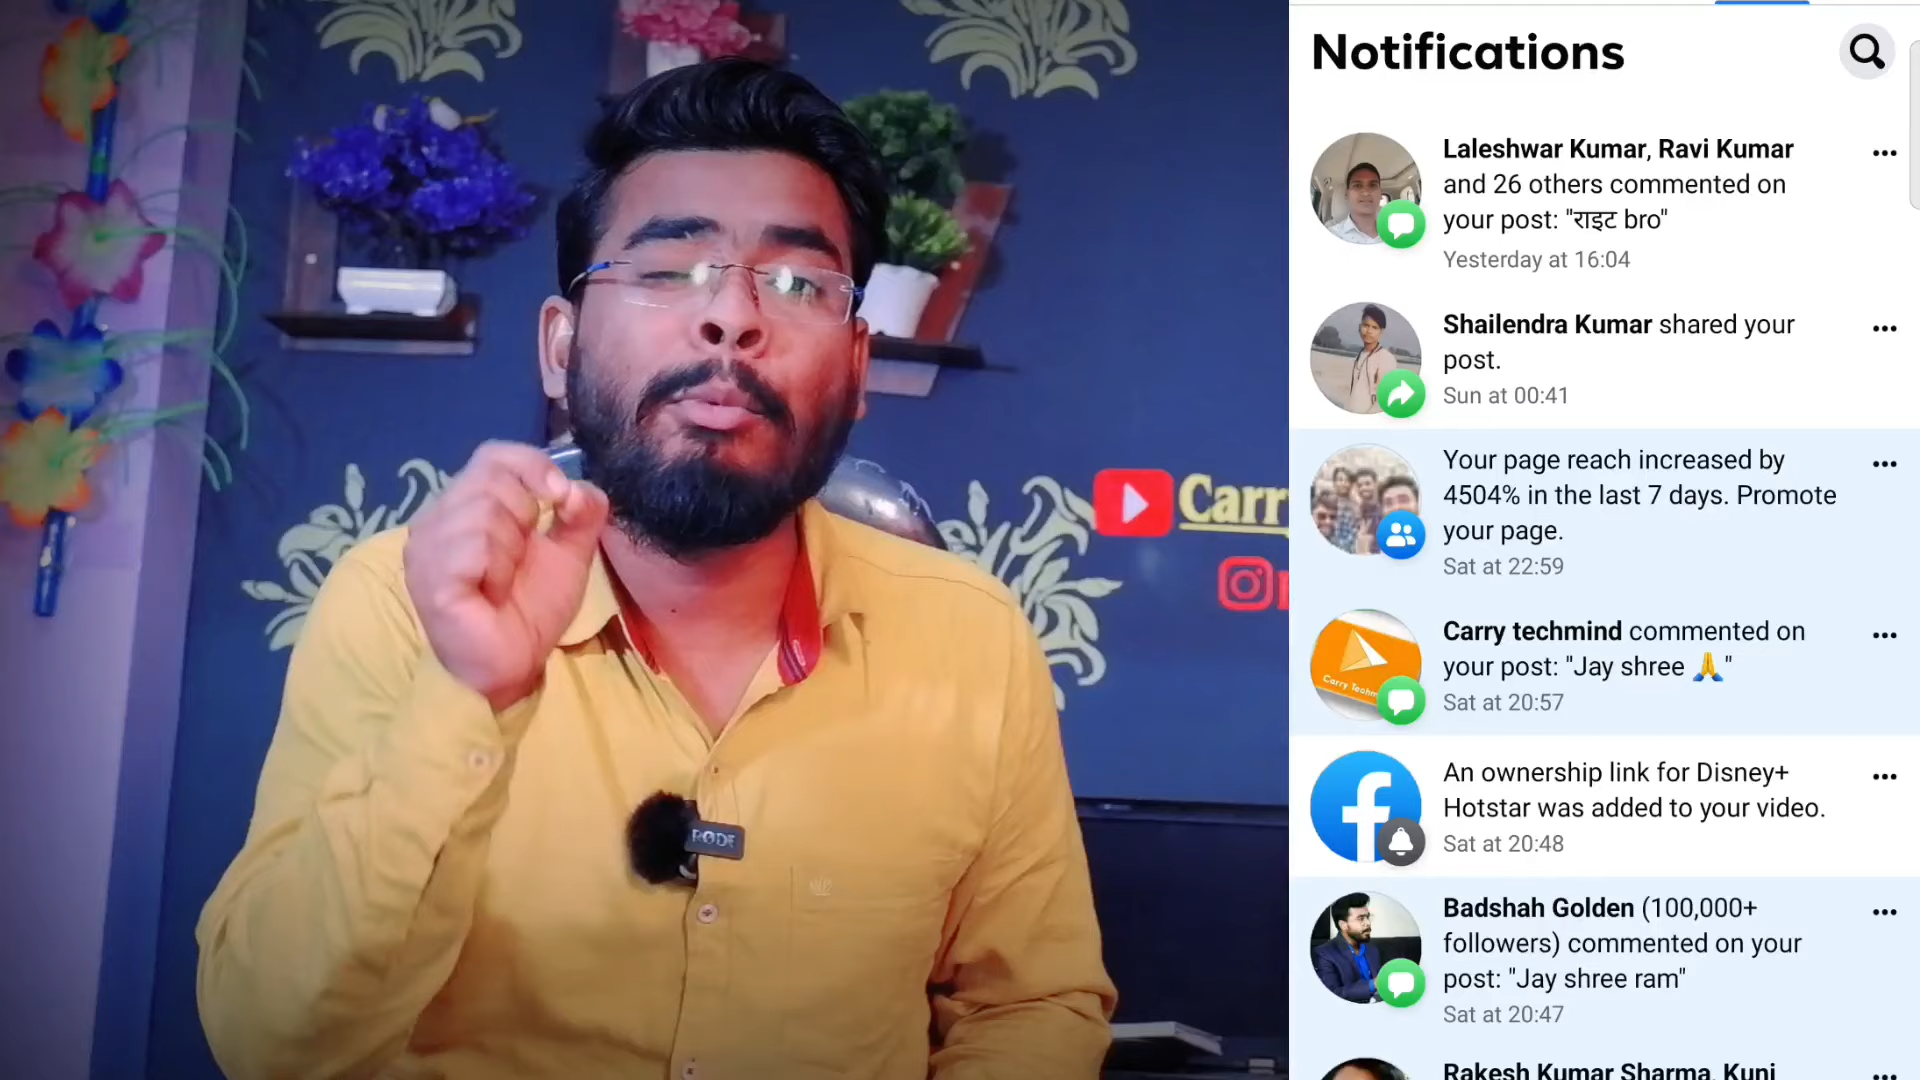 Carry
RØDE
Notifications
Laleshwar Kumar, Ravi Kumar
and 26 others commented on
your post: "राइट bro"
Yesterday at 16:04
Shailendra Kumar shared your
post.
Sun at 00:41
Your page reach increased by
4504% in the last 7 days. Promote
your page.
Sat at 22:59
Carry techmind commented on
your post: "Jay shree 🙏"
Sat at 20:57
An ownership link for Disney+
Hotstar was added to your video.
Sat at 20:48
Badshah Golden (100,000+
followers) commented on your
post: "Jay shree ram"
Sat at 20:47
Rakesh Kumar Sharma, Kunj